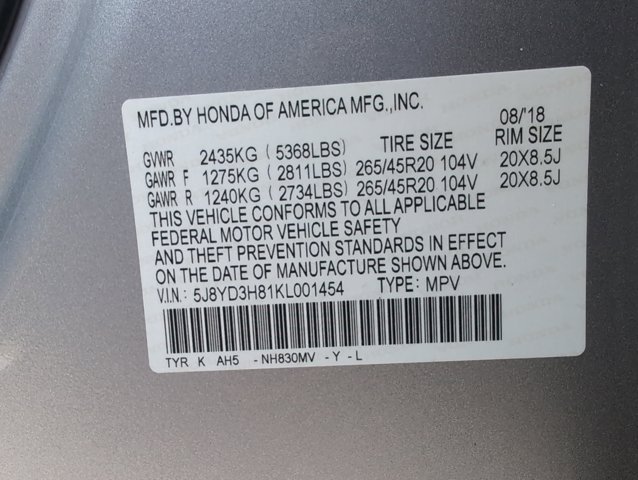 MFD.BY HONDA OF AMERICA MFG.,INC. 08/'18
GVWR 2435KG ( 5368LBS) TIRE SIZE RIM SIZE
GAWR F 1275KG ( 2811LBS) 265/45R20 104V 20X8.5J
GAWR R 1240KG ( 2734LBS) 265/45R20 104V 20X8.5J
THIS VEHICLE CONFORMS TO ALL APPLICABLE
FEDERAL MOTOR VEHICLE SAFETY
AND THEFT PREVENTION STANDARDS IN EFFECT
ON THE DATE OF MANUFACTURE SHOWN ABOVE.
V.I.N.: 5J8YD3H81KL001454 TYPE: MPV
TYR K AH5 -NH830MV -Y -L